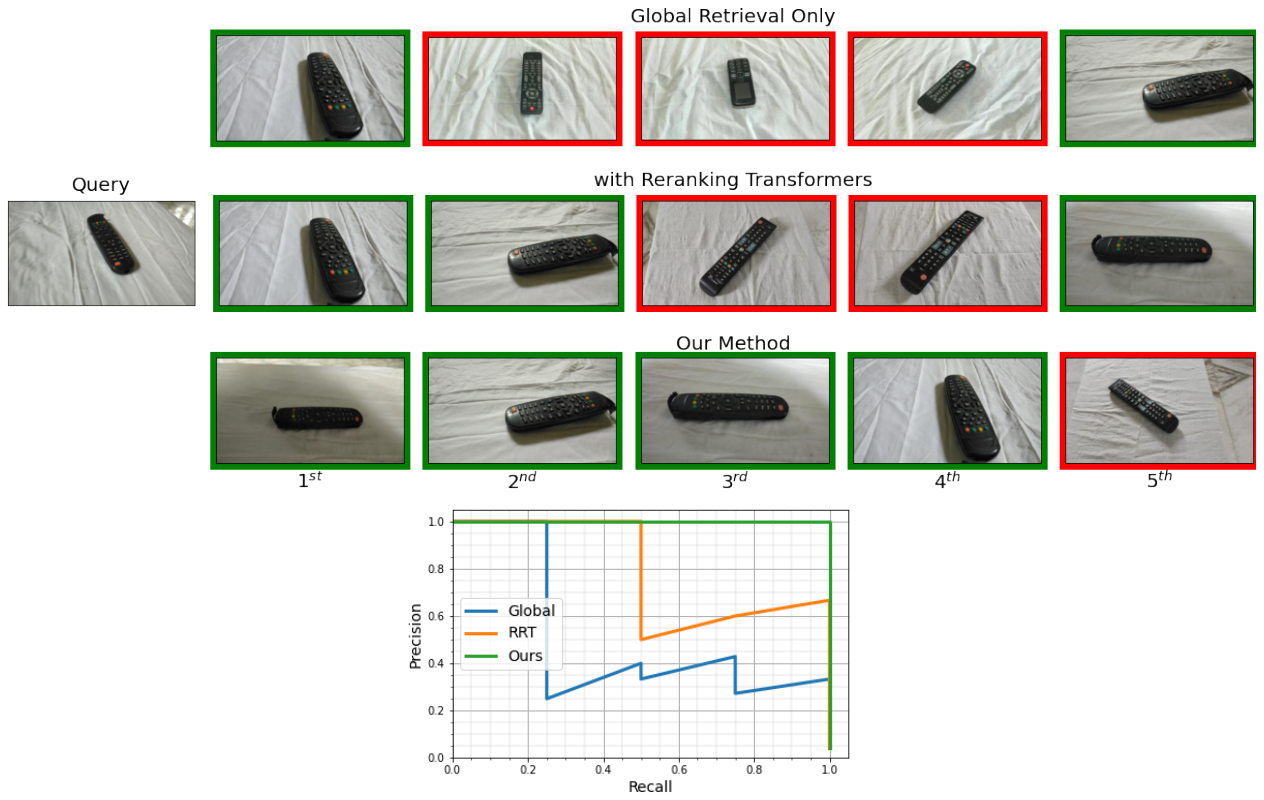 Global Retrieval Only
with Reranking Transformers
Query
Our Method
1st
2nd
3rd
4th
5th
1.0
0.8
0.6
0.4
0.2
0.0
Precision
Global
RRT
Ours
0.0
0.2
0.4
0.6
0.8
1.0
Recall